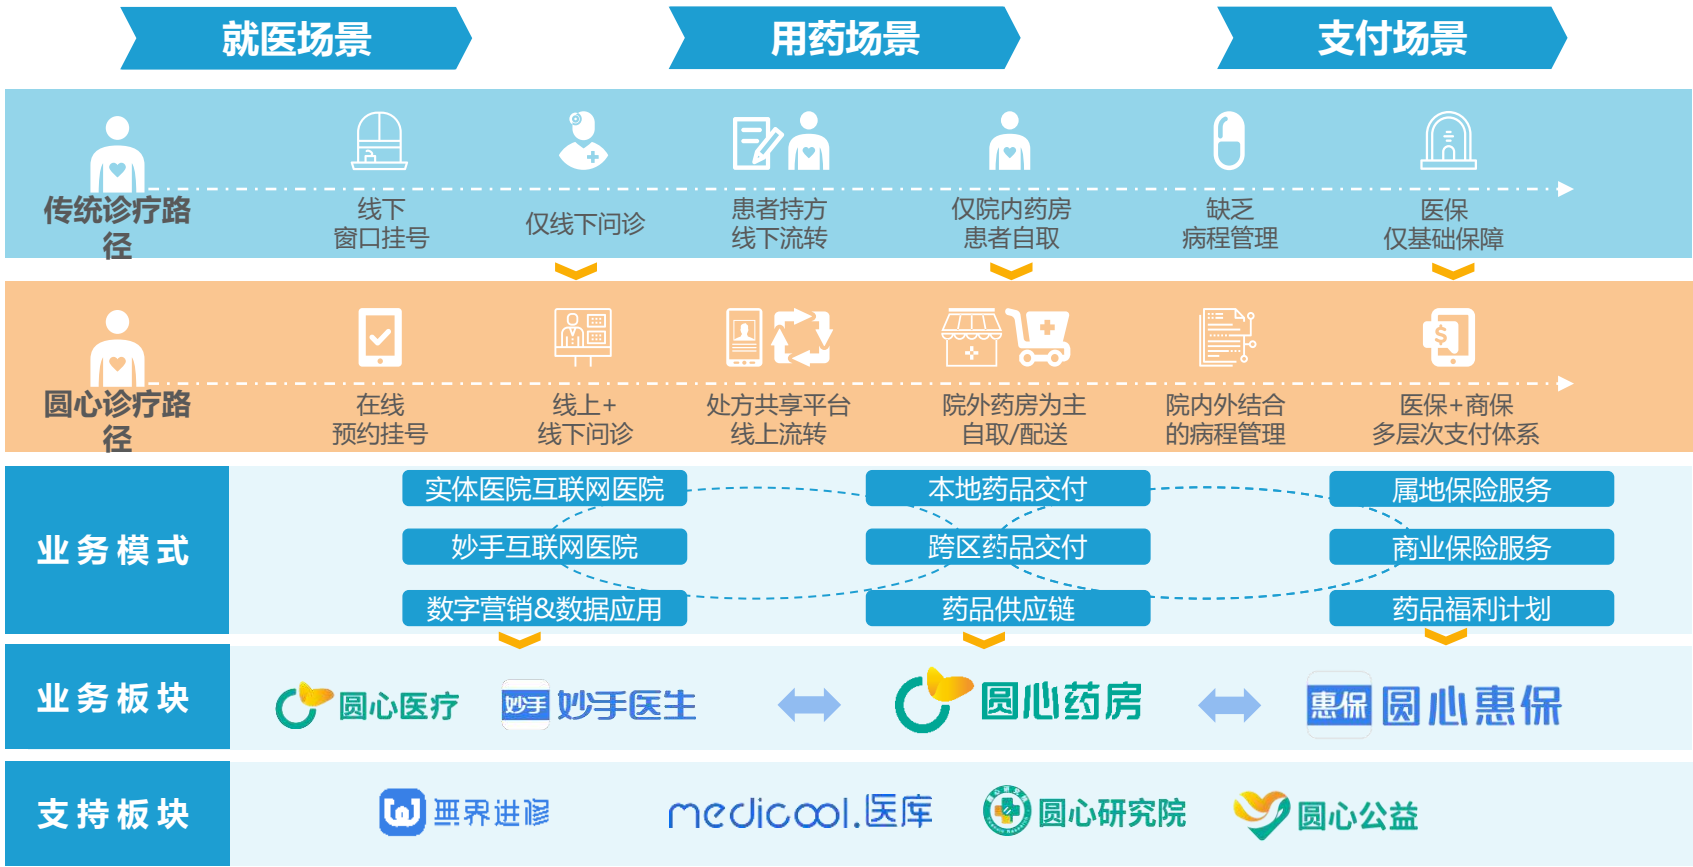 就医场景
用药场景
支付场景
传统诊疗路
径
线下
窗口挂号
仅线下问诊
患者持方
线下流转
仅院内药房
患者自取
缺乏
病程管理
医保
仅基础保障
圆心诊疗路
径
在线
预约挂号
线上+
线下问诊
处方共享平台
线上流转
院外药房为主
自取/配送
院内外结合
的病程管理
医保+商保
多层次支付体系
业务模式
实体医院互联网医院
本地药品交付
属地保险服务
妙手互联网医院
跨区药品交付
商业保险服务
数字营销&数据应用
药品供应链
药品福利计划
业务板块
圆心医疗
妙手
妙手医生
圆心药房
惠保
圆心惠保
支持板块
無界进修
medicool.医库
圆心研究院
圆心公益